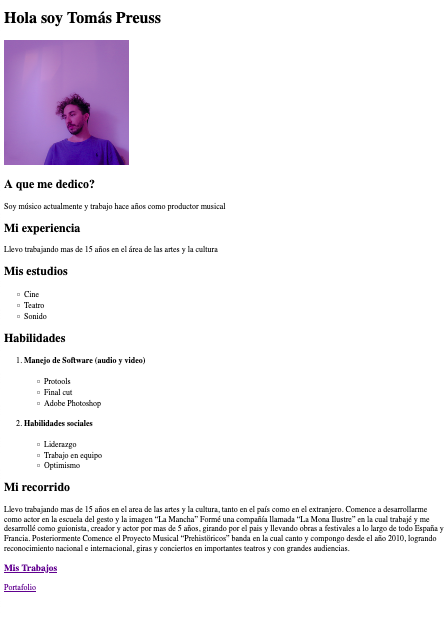 Hola soy Tomás Preuss
A que me dedico?
Soy músico actualmente y trabajo hace años como productor musical
Mi experiencia
Llevo trabajando mas de 15 años en el área de las artes y la cultura
Mis estudios
Cine
Teatro
Sonido
Habilidades
1. Manejo de Software (audio y video)
Protools
Final cut
Adobe Photoshop
2. Habilidades sociales
Liderazgo
Trabajo en equipo
Optimismo
Mi recorrido
Llevo trabajando mas de 15 años en el area de las artes y la cultura, tanto en el país como en el extranjero. Comence a desarrollarme
como actor en la escuela del gesto y la imagen “La Mancha” Formé una compañía llamada “La Mona Ilustre” en la cual trabajé y me
desarrollé como guionista, creador y actor por mas de 5 años, girando por el pais y llevando obras a festivales a lo largo de todo España y
Francia. Posteriormente Comence el Proyecto Musical “Prehistöricos” banda en la cual canto y compongo desde el año 2010, logrando
reconocimiento nacional e internacional, giras y conciertos en importantes teatros y con grandes audiencias.
Mis Trabajos
Portafolio